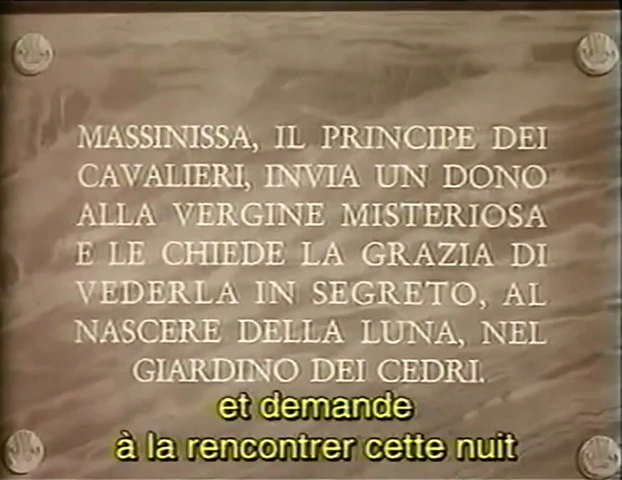 MASSINISSA, IL PRINCIPE DEI
CAVALIERI, INVIA UN DONO
ALLA VERGINE MISTERIOSA
E LE CHIEDE LA GRAZIA DI
VEDERLA IN SEGRETO, AL
NASCERE DELLA LUNA, NEL
GIARDINO DEI CEDRI.
et demande
à la rencontrer cette nuit